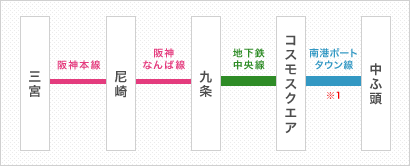 三宮
阪神本線
尼崎
阪神
なんば線
九条
地下鉄
中央線
コスモスクエア
南港ポート
タウン線
※1
中ふ頭